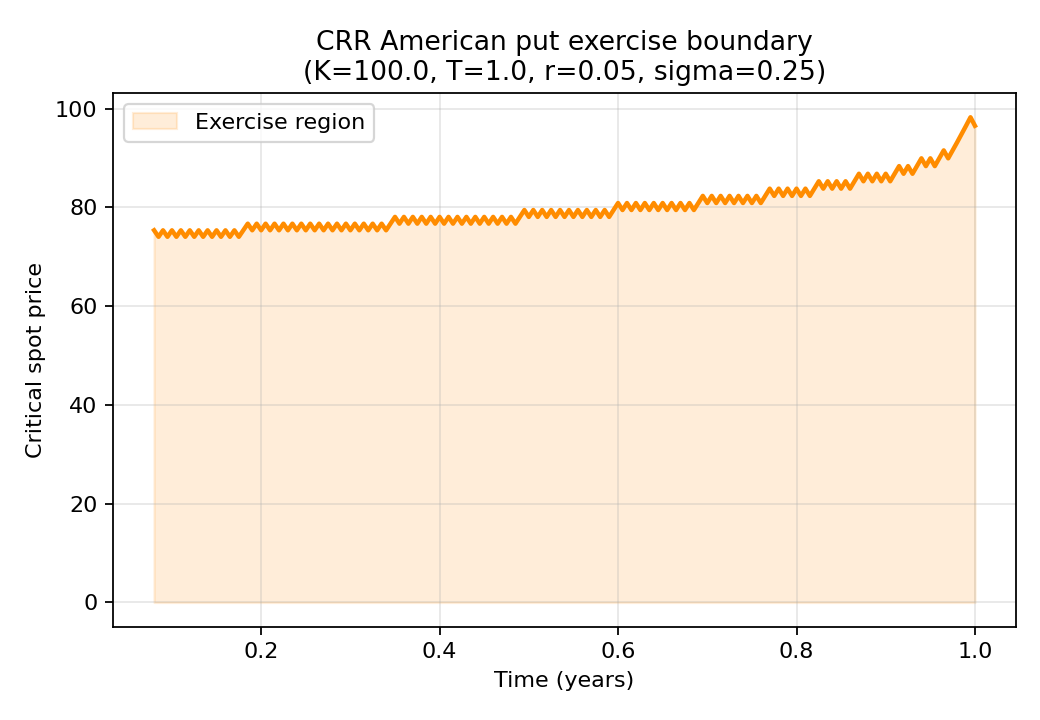 CRR American put exercise boundary
(K=100.0, T=1.0, r=0.05, sigma=0.25)
Exercise region
Critical spot price
100
80
60
40
20
0
0.2
0.4
0.6
0.8
1.0
Time (years)